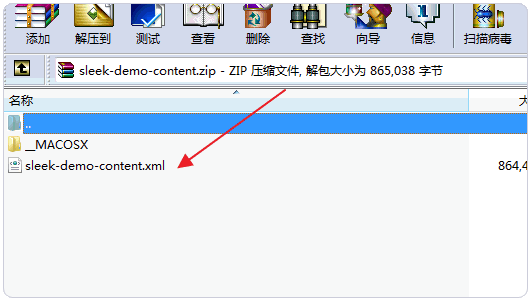 添加 解压到 测试 查看 删除 查找 向导 信息 扫描病毒
sleek-demo-content.zip - ZIP 压缩文件, 解包大小为 865,038 字节
名称
..
__MACOSX
sleek-demo-content.xml 864,4